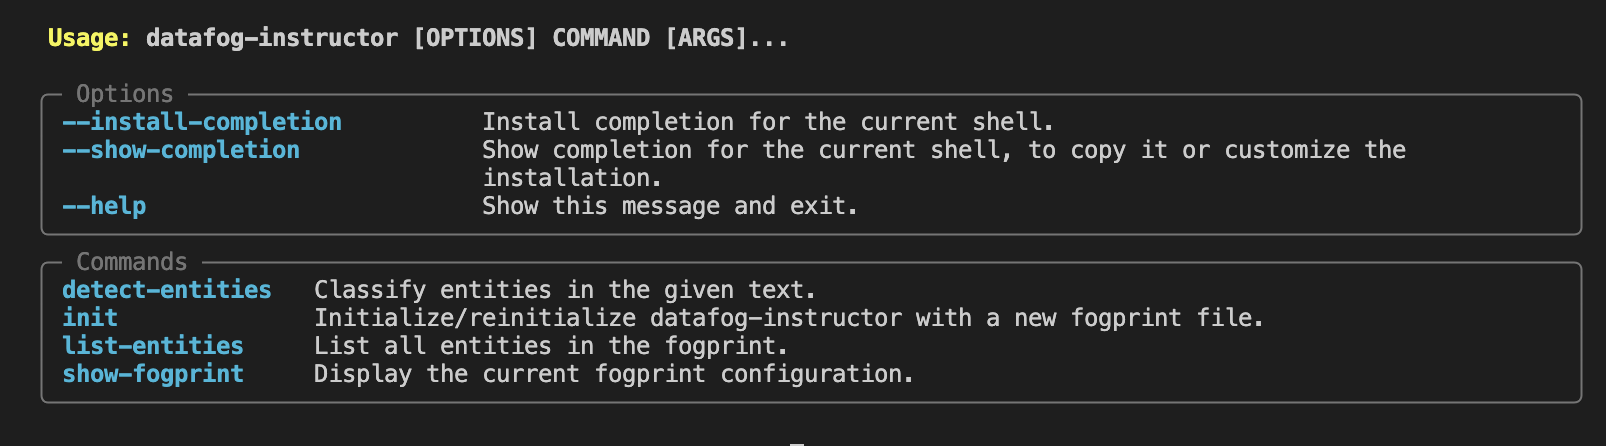 Usage: datafog-instructor [OPTIONS] COMMAND [ARGS]...
Options
--install-completion Install completion for the current shell.
--show-completion Show completion for the current shell, to copy it or customize the
installation.
--help Show this message and exit.
Commands
detect-entities Classify entities in the given text.
init Initialize/reinitialize datafog-instructor with a new fogprint file.
list-entities List all entities in the fogprint.
show-fogprint Display the current fogprint configuration.